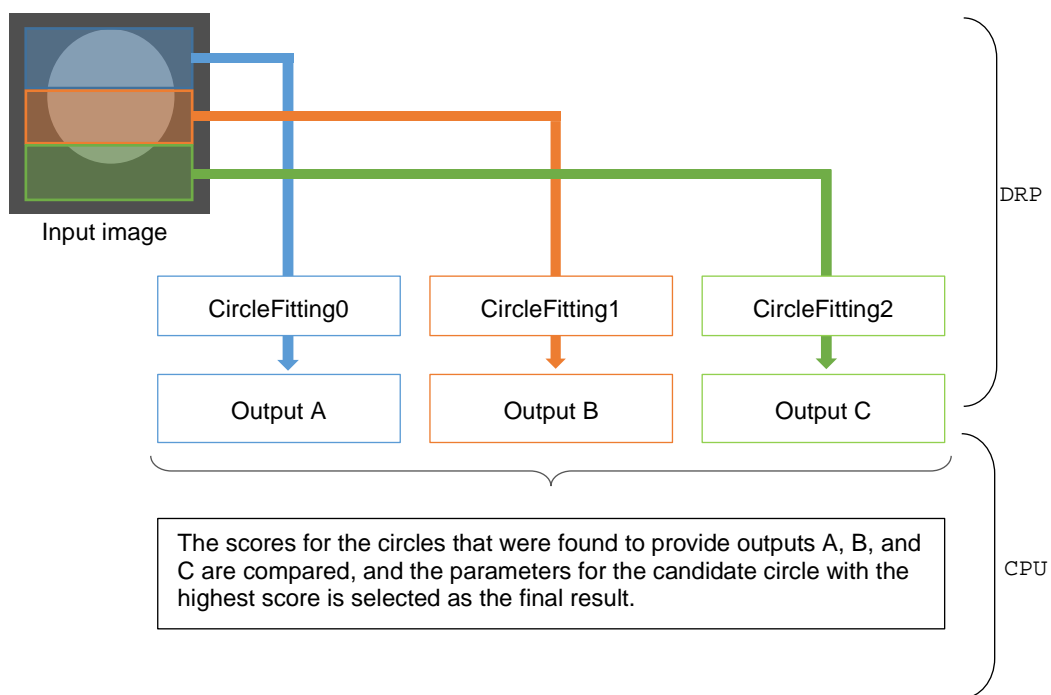 DRP
Input image
CircleFitting0
CircleFitting1
CircleFitting2
Output A
Output B
Output C
The scores for the circles that were found to provide outputs A, B, and
C are compared, and the parameters for the candidate circle with the
highest score is selected as the final result.
CPU